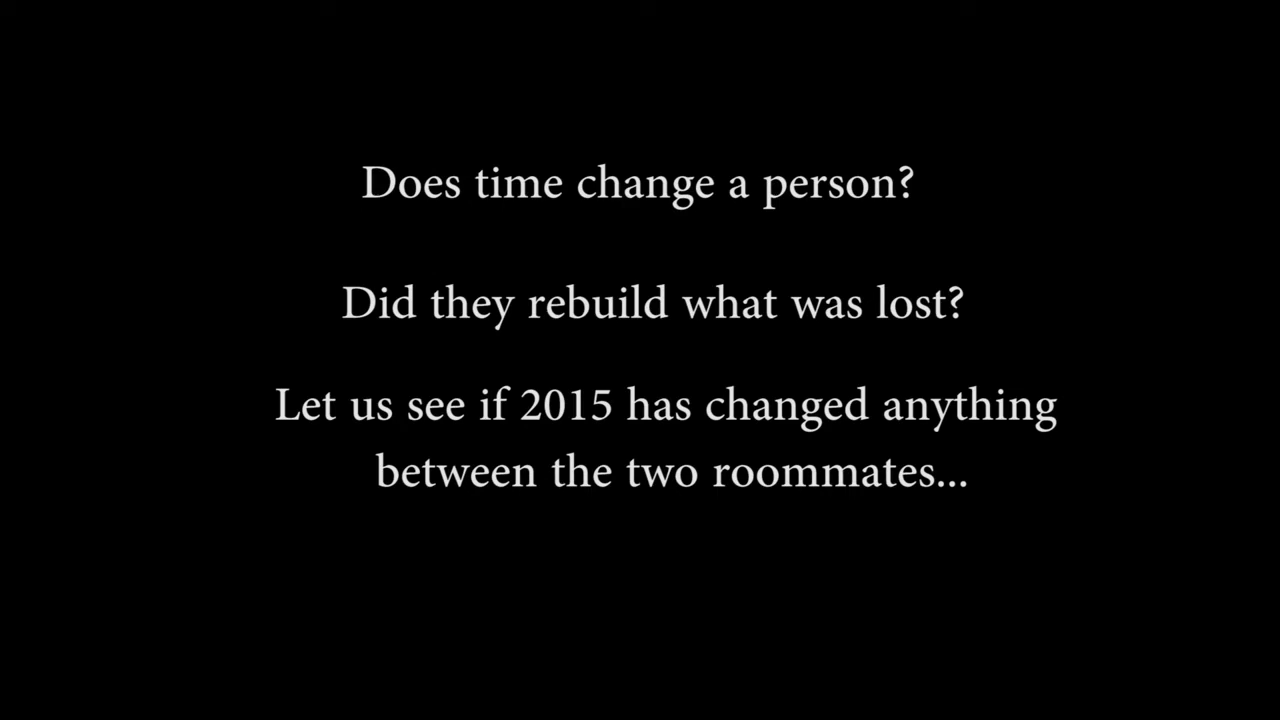 Does time change a person?
Did they rebuild what was lost?
Let us see if 2015 has changed anything
between the two roommates...